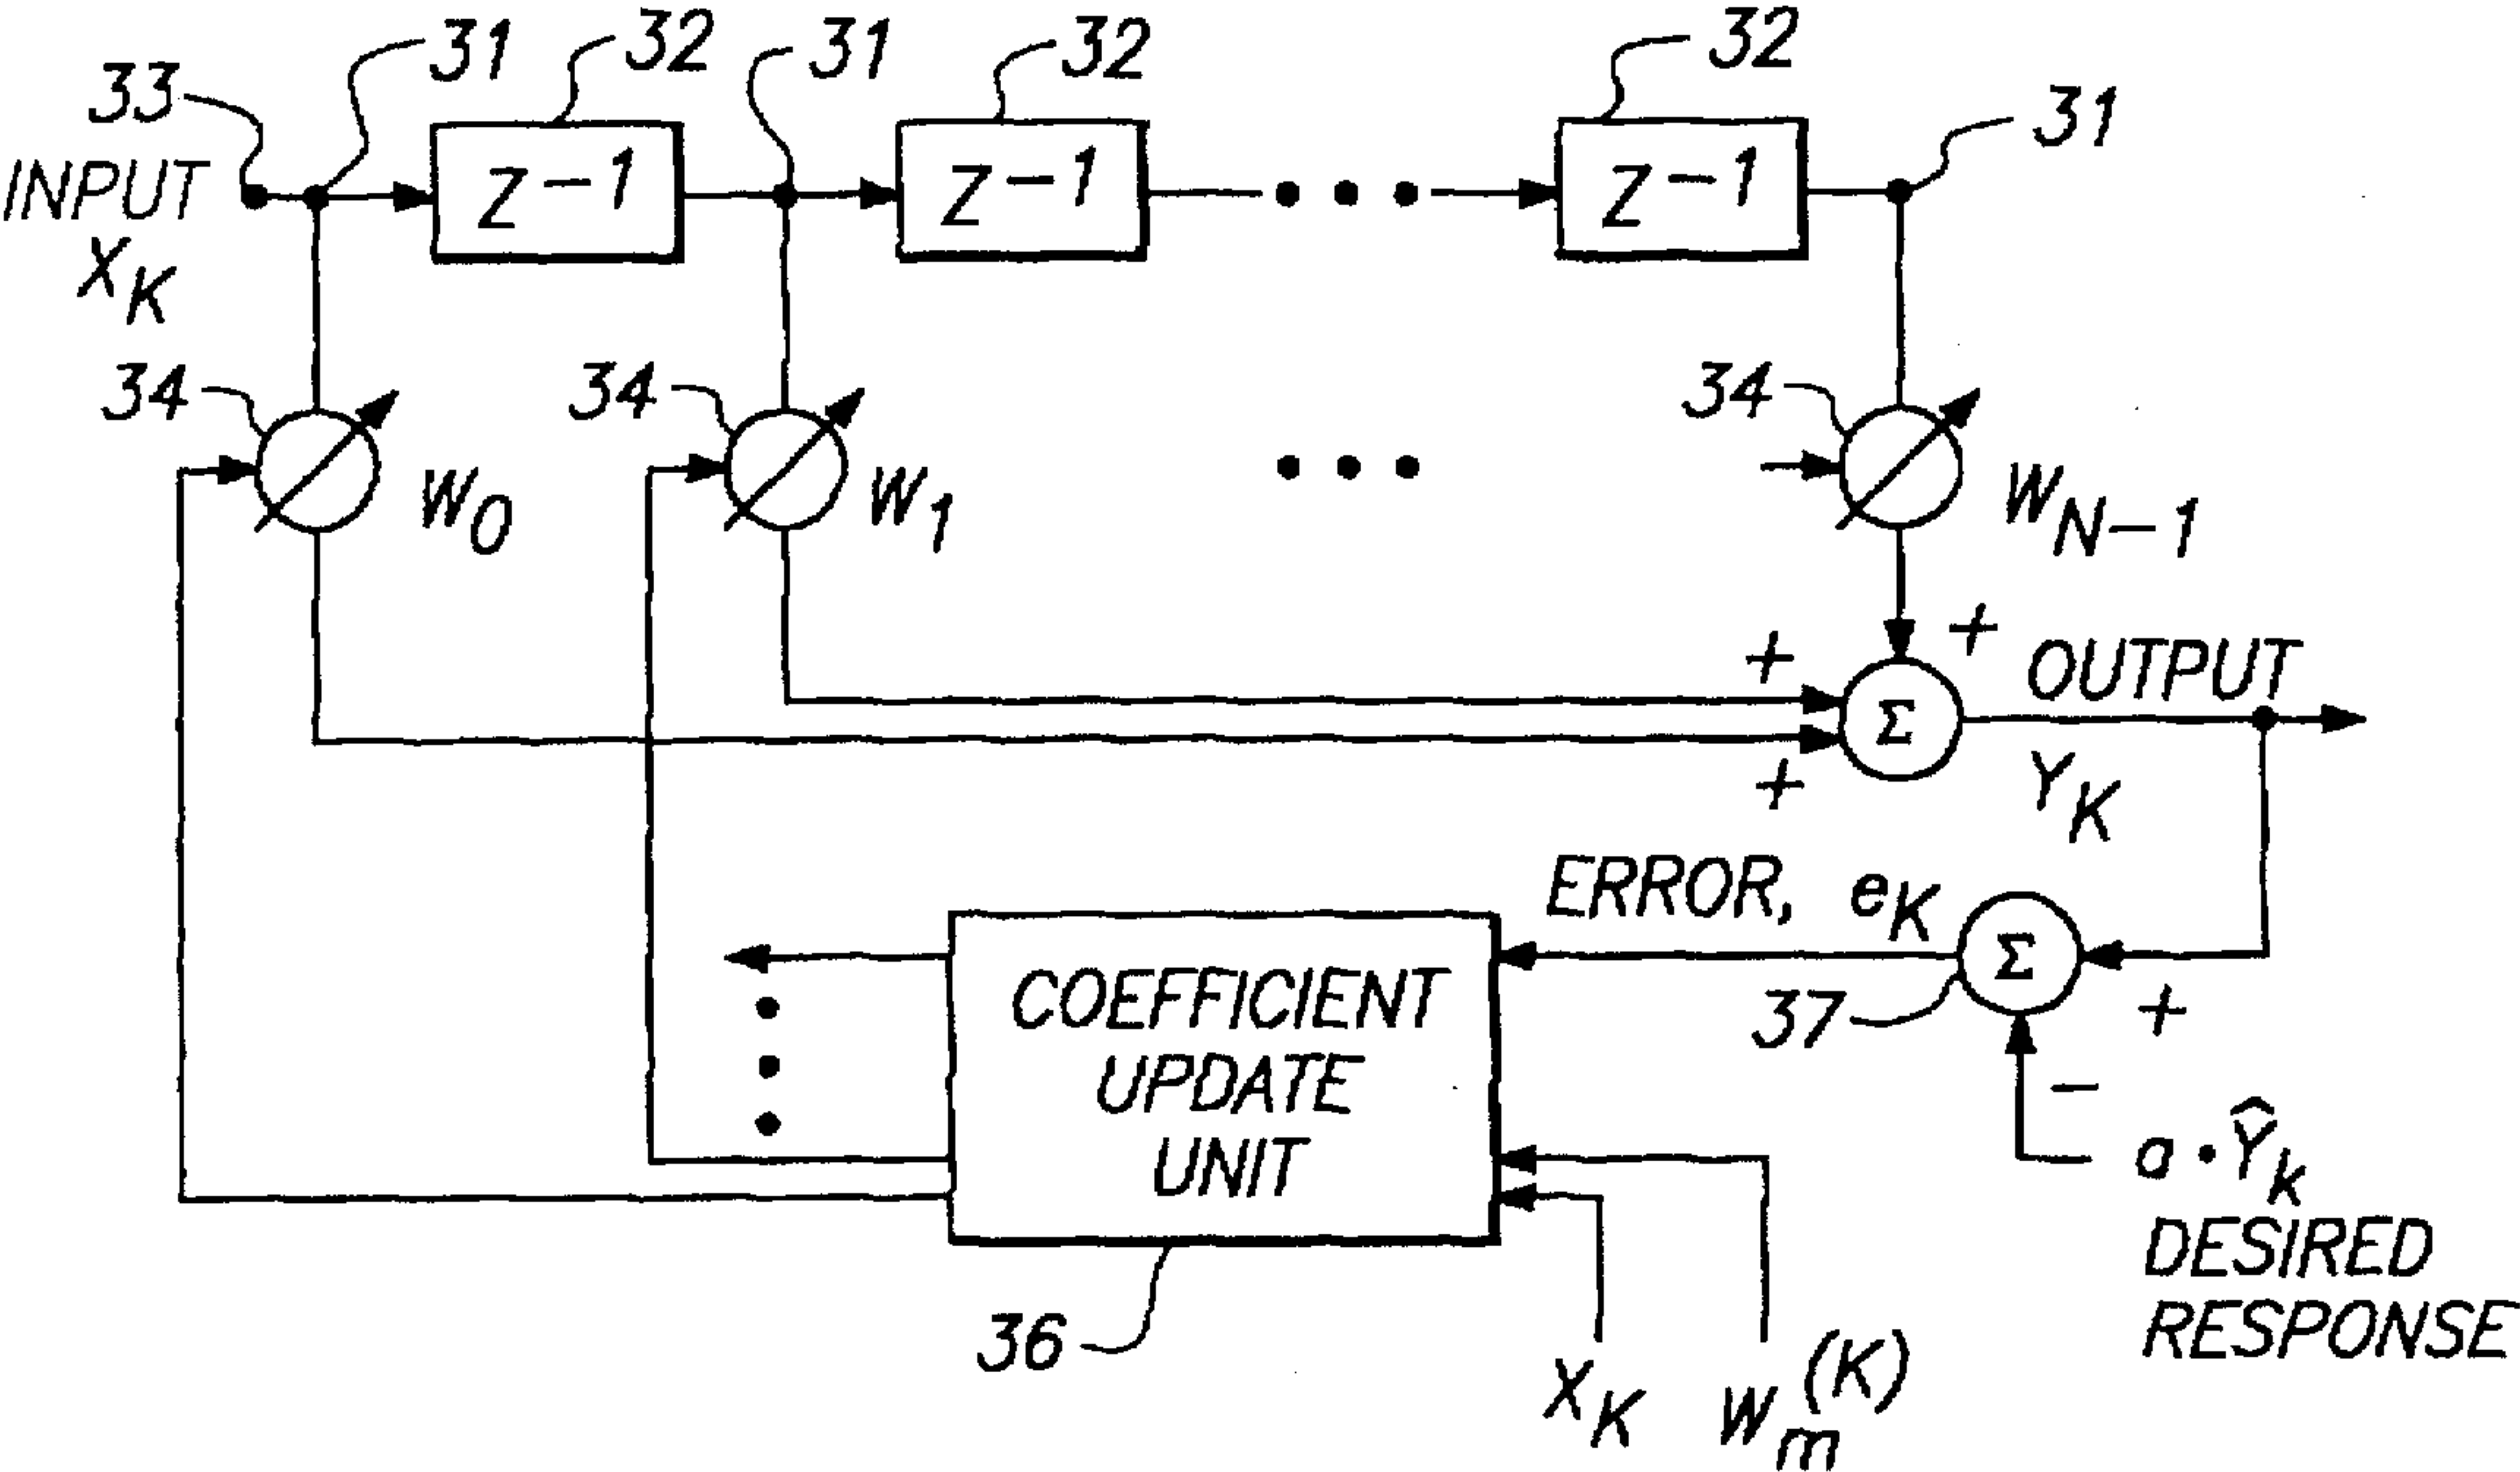 33
31
32
31
32
32
31
INPUT
X_K
z^-1
z^-1
z^-1
34
34
34
W_0
W_1
W_N-1
+
+
+
Σ
OUTPUT
Y_K
ERROR, e_K
Σ
37
+
−
a · Ŷ_k
DESIRED
RESPONSE
COEFFICIENT
UPDATE
UNIT
36
X_K
W_m^(K)